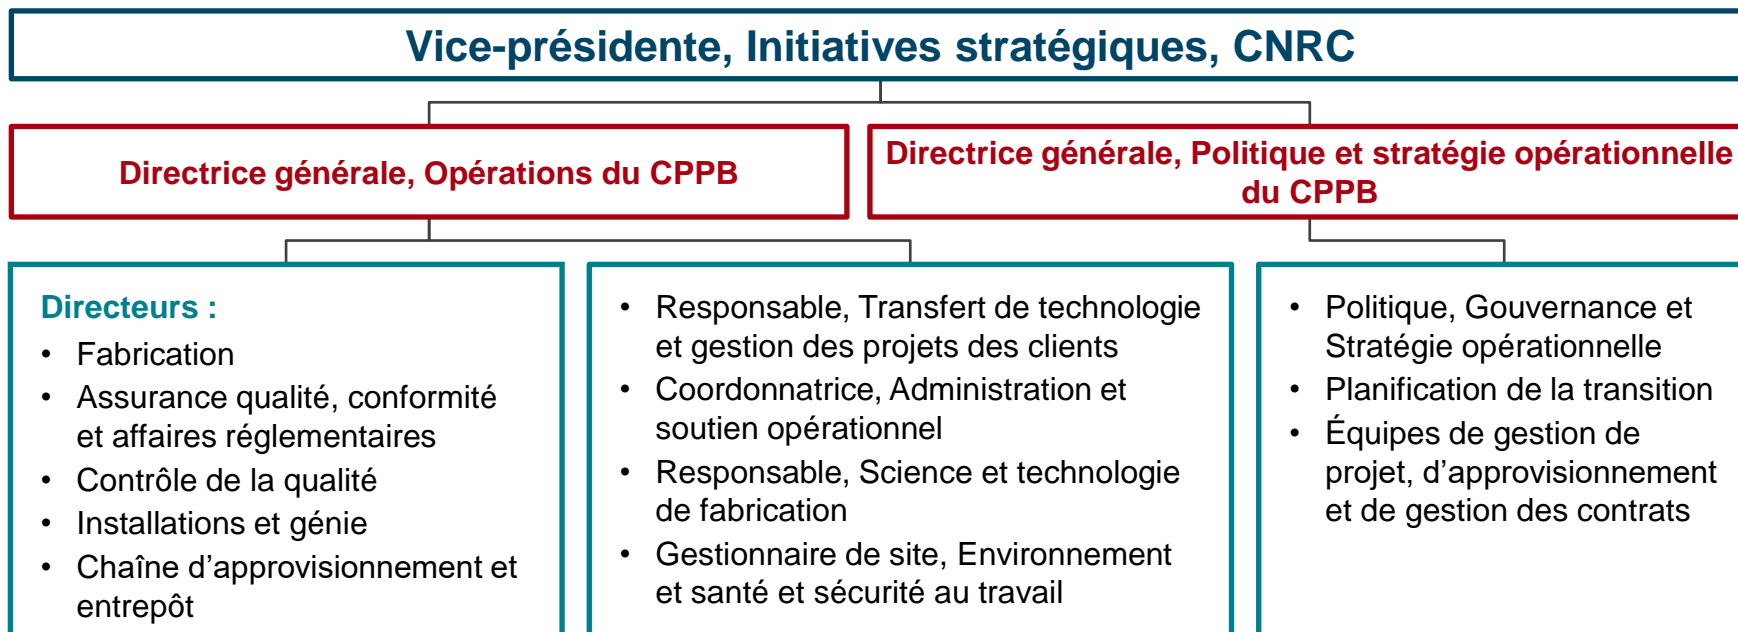 Vice-présidente, Initiatives stratégiques, CNRC
Directrice générale, Opérations du CPPB
Directrice générale, Politique et stratégie opérationnelle
du CPPB
Directeurs :
• Fabrication
• Assurance qualité, conformité
et affaires réglementaires
• Contrôle de la qualité
• Installations et génie
• Chaîne d’approvisionnement et
entrepôt
• Responsable, Transfert de technologie
et gestion des projets des clients
• Coordonnatrice, Administration et
soutien opérationnel
• Responsable, Science et technologie
de fabrication
• Gestionnaire de site, Environnement
et santé et sécurité au travail
• Politique, Gouvernance et
Stratégie opérationnelle
• Planification de la transition
• Équipes de gestion de
projet, d’approvisionnement
et de gestion des contrats